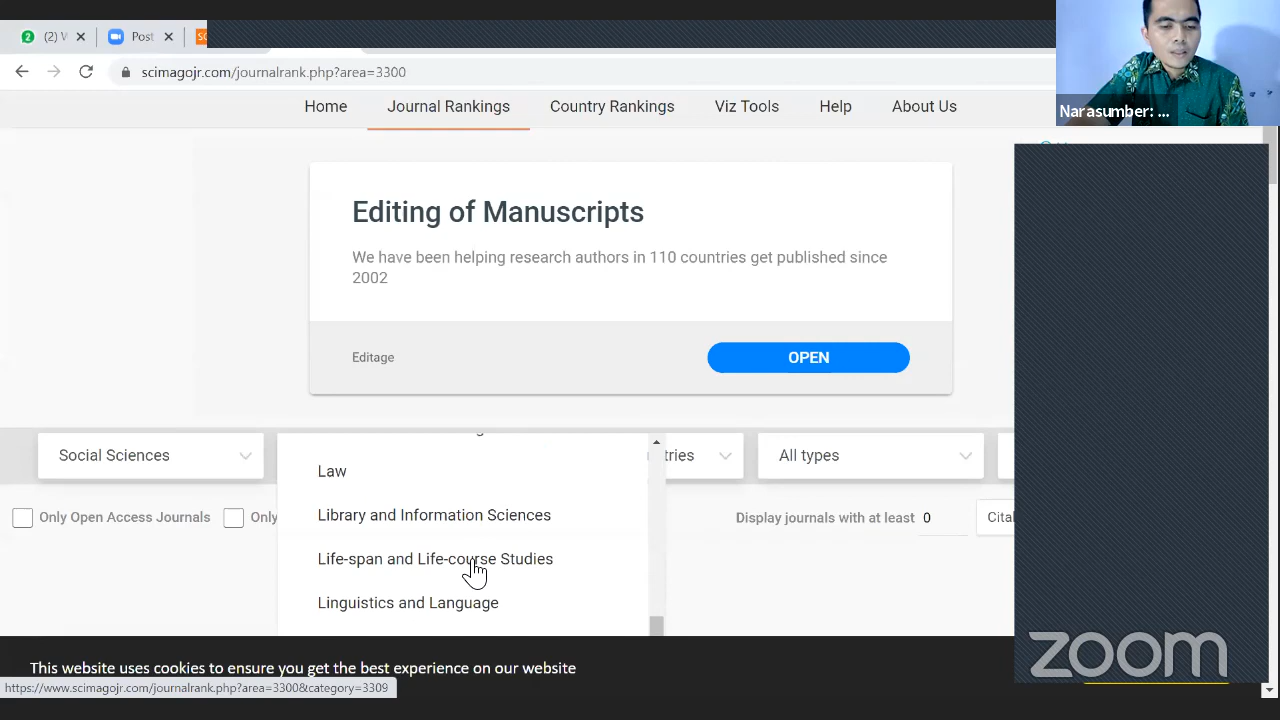 2 (2) W
Post
SC
scimagojr.com/journalrank.php?area=3300
Home Journal Rankings Country Rankings Viz Tools Help About Us
Narasumber: ...
Editing of Manuscripts
We have been helping research authors in 110 countries get published since
2002
Editage OPEN
Social Sciences
tries
All types
Law
Library and Information Sciences
Life-span and Life-course Studies
Linguistics and Language
Only Open Access Journals
Only
Display journals with at least 0
Cital
This website uses cookies to ensure you get the best experience on our website
https://www.scimagojr.com/journalrank.php?area=3300&category=3309
zoom